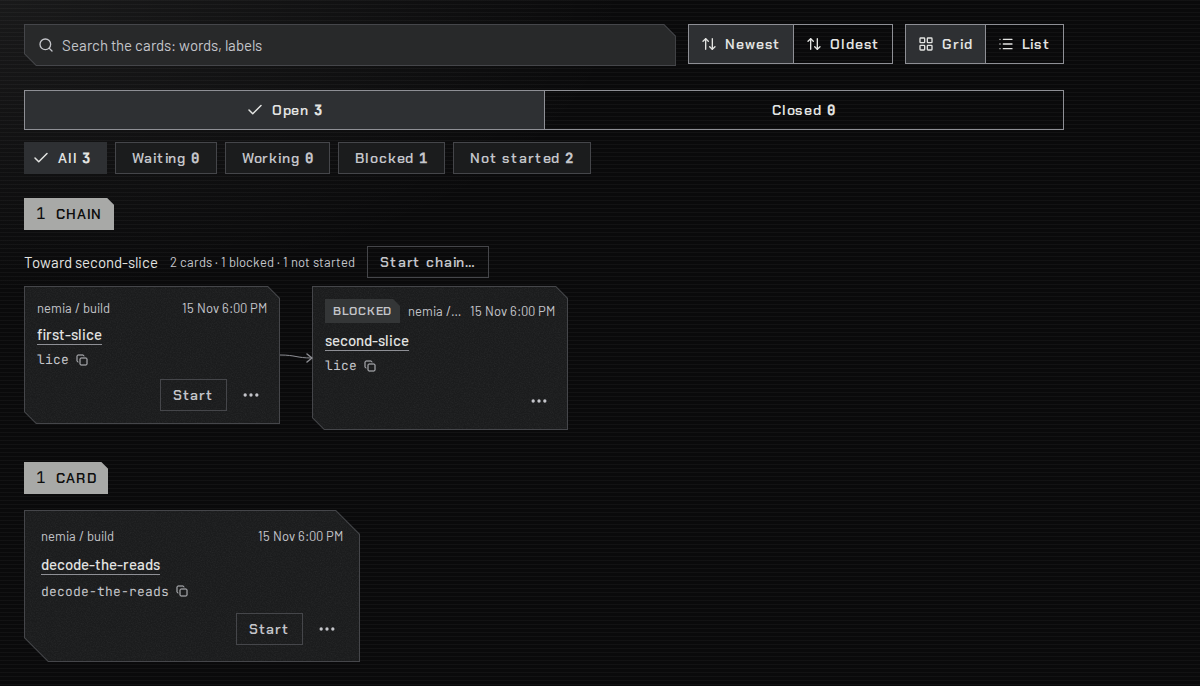 Search the cards: words, labels
Newest
Oldest
Grid
List
Open 3
Closed 0
All 3
Waiting 0
Working 0
Blocked 1
Not started 2
1 CHAIN
Toward second-slice 2 cards · 1 blocked · 1 not started Start chain…
nemia / build 15 Nov 6:00 PM
first-slice
lice
Start
BLOCKED nemia /… 15 Nov 6:00 PM
second-slice
lice
1 CARD
nemia / build 15 Nov 6:00 PM
decode-the-reads
decode-the-reads
Start